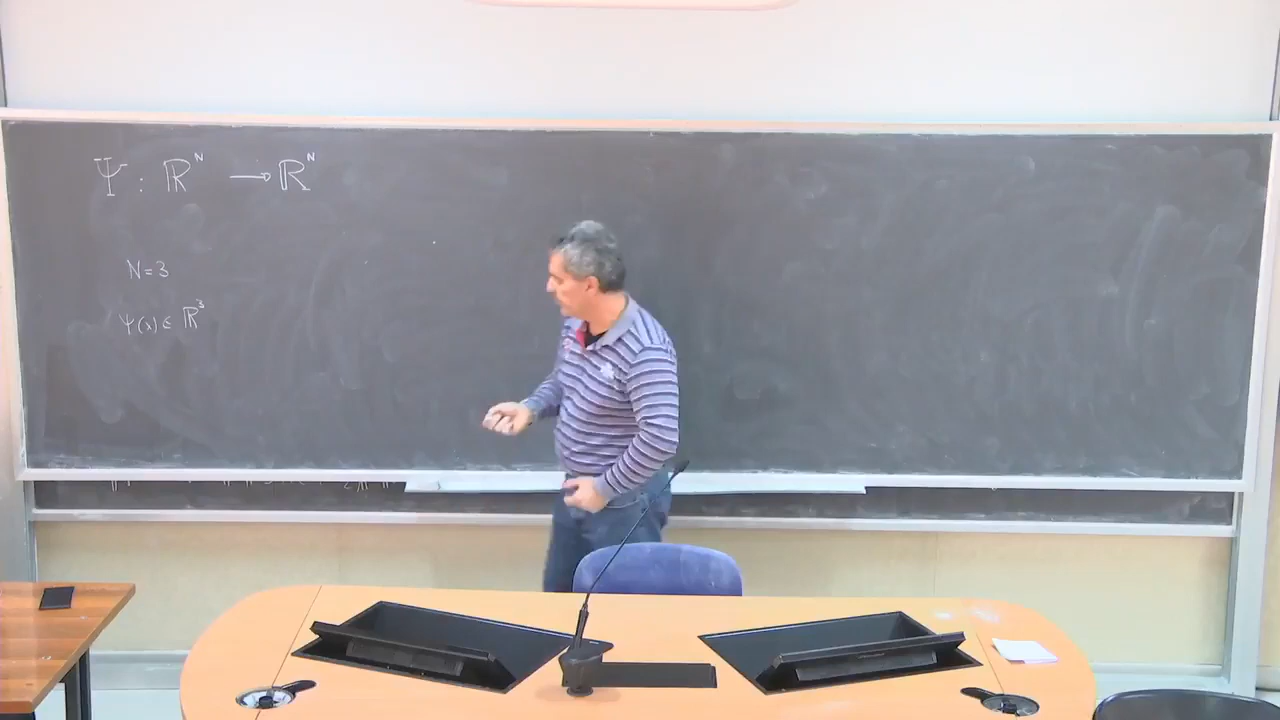 Ψ : ℝᴺ → ℝᴺ
N=3
Ψ(x) ∈ ℝ³